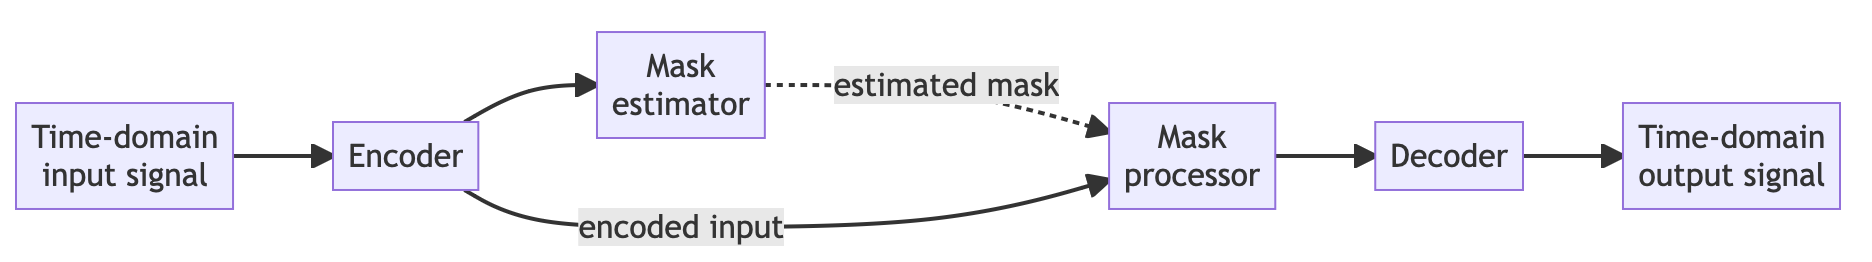 Time-domain
input signal
Encoder
Mask
estimator
estimated mask
encoded input
Mask
processor
Decoder
Time-domain
output signal